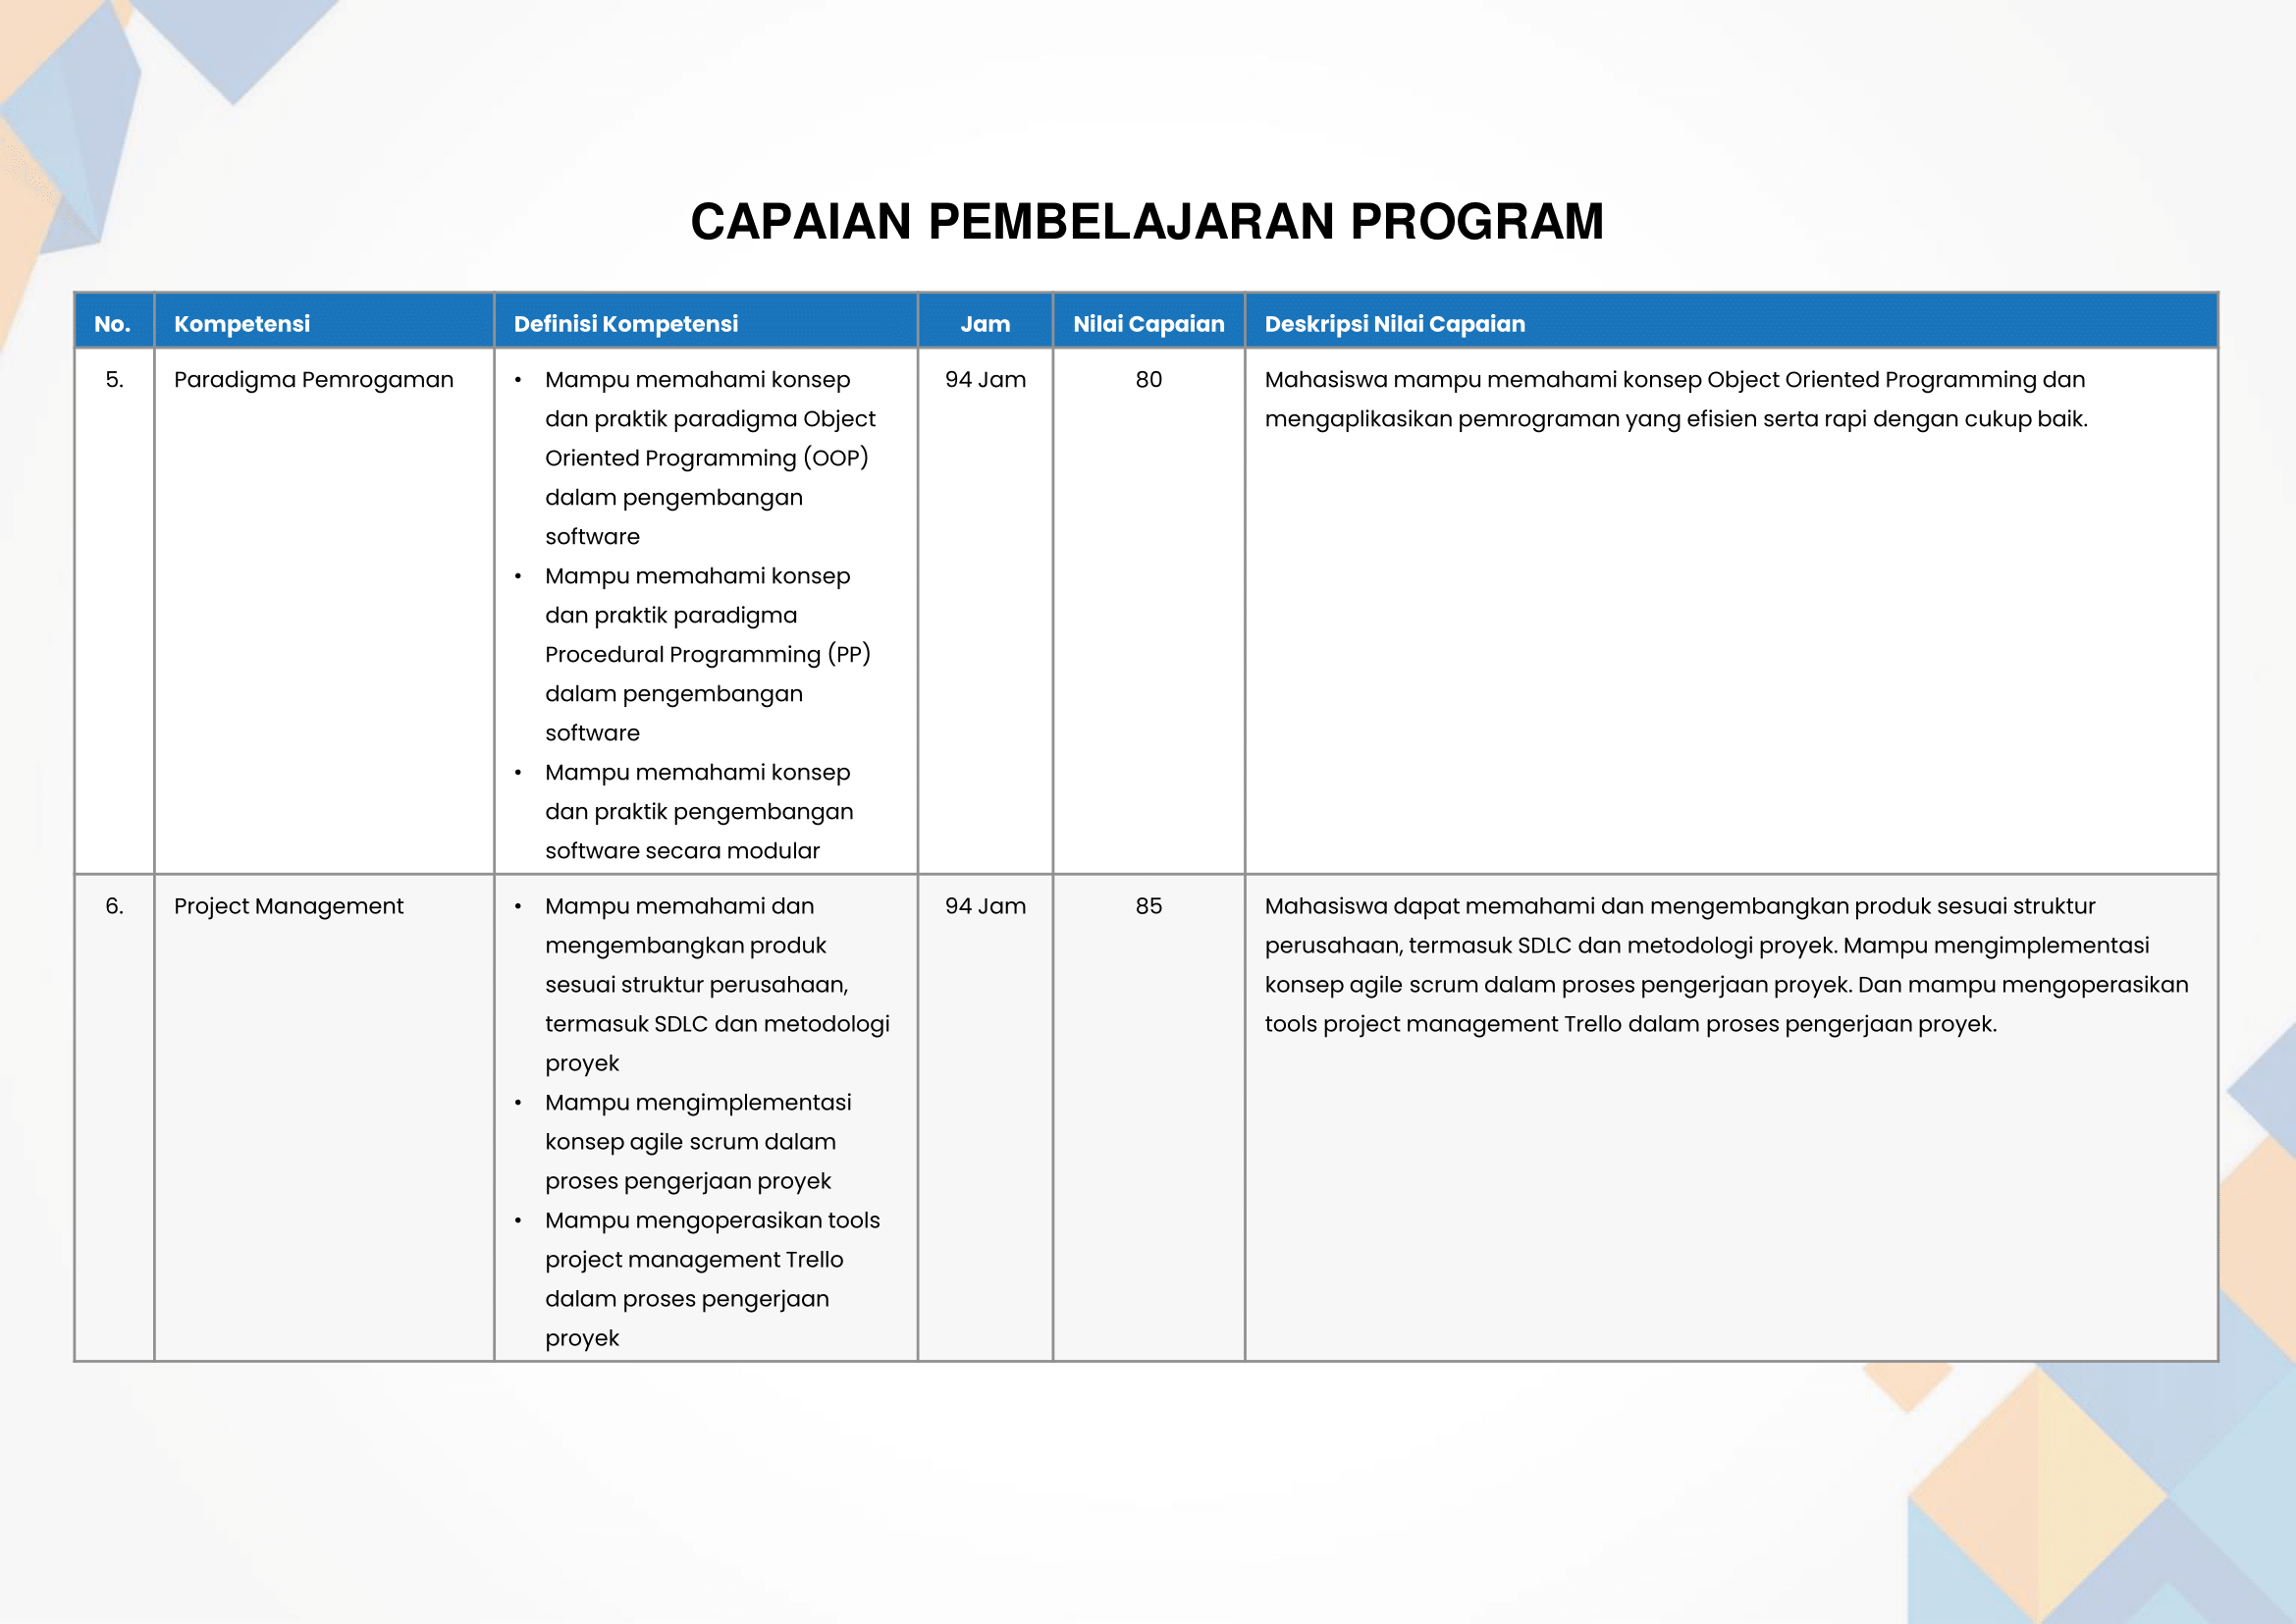 CAPAIAN PEMBELAJARAN PROGRAM
No. Kompetensi Definisi Kompetensi Jam Nilai Capaian Deskripsi Nilai Capaian
5. Paradigma Pemrogaman • Mampu memahami konsep 94 Jam 80 Mahasiswa mampu memahami konsep Object Oriented Programming dan
dan praktik paradigma Object mengaplikasikan pemrograman yang efisien serta rapi dengan cukup baik.
Oriented Programming (OOP)
dalam pengembangan
software
• Mampu memahami konsep
dan praktik paradigma
Procedural Programming (PP)
dalam pengembangan
software
• Mampu memahami konsep
dan praktik pengembangan
software secara modular
6. Project Management • Mampu memahami dan 94 Jam 85 Mahasiswa dapat memahami dan mengembangkan produk sesuai struktur
mengembangkan produk perusahaan, termasuk SDLC dan metodologi proyek. Mampu mengimplementasi
sesuai struktur perusahaan, konsep agile scrum dalam proses pengerjaan proyek. Dan mampu mengoperasikan
termasuk SDLC dan metodologi tools project management Trello dalam proses pengerjaan proyek.
proyek
• Mampu mengimplementasi
konsep agile scrum dalam
proses pengerjaan proyek
• Mampu mengoperasikan tools
project management Trello
dalam proses pengerjaan
proyek